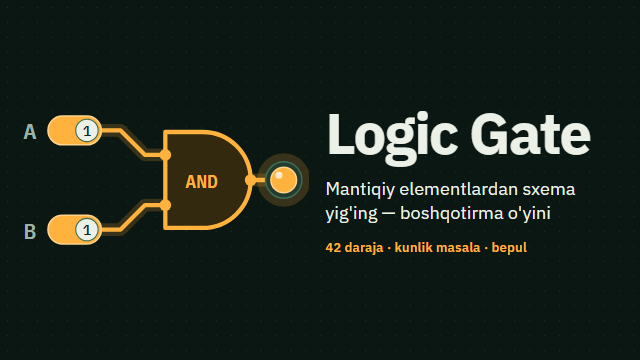 A
1
AND
B
1
Logic Gate
Mantiqiy elementlardan sxema
yig'ing — boshqotirma o'yini
42 daraja · kunlik masala · bepul